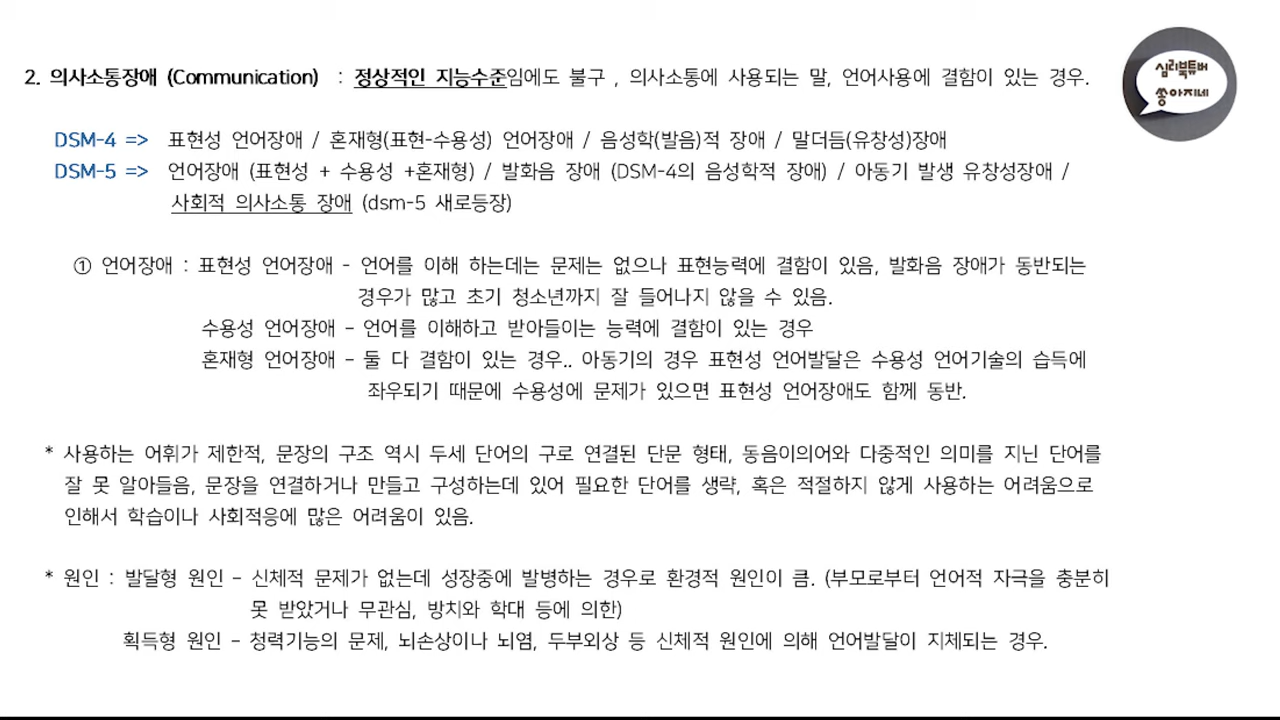 2. 의사소통장애 (Communication) : 정상적인 지능수준임에도 불구 , 의사소통에 사용되는 말, 언어사용에 결함이 있는 경우.
심리북튜버
쏭아지네
DSM-4 => 표현성 언어장애 / 혼재형(표현-수용성) 언어장애 / 음성학(발음)적 장애 / 말더듬(유창성)장애
DSM-5 => 언어장애 (표현성 + 수용성 +혼재형) / 발화음 장애 (DSM-4의 음성학적 장애) / 아동기 발생 유창성장애 /
사회적 의사소통 장애 (dsm-5 새로등장)
① 언어장애 : 표현성 언어장애 - 언어를 이해 하는데는 문제는 없으나 표현능력에 결함이 있음, 발화음 장애가 동반되는
경우가 많고 초기 청소년까지 잘 들어나지 않을 수 있음.
수용성 언어장애 - 언어를 이해하고 받아들이는 능력에 결함이 있는 경우
혼재형 언어장애 - 둘 다 결함이 있는 경우.. 아동기의 경우 표현성 언어발달은 수용성 언어기술의 습득에
좌우되기 때문에 수용성에 문제가 있으면 표현성 언어장애도 함께 동반.
* 사용하는 어휘가 제한적, 문장의 구조 역시 두세 단어의 구로 연결된 단문 형태, 동음이의어와 다중적인 의미를 지닌 단어를
잘 못 알아들음, 문장을 연결하거나 만들고 구성하는데 있어 필요한 단어를 생략, 혹은 적절하지 않게 사용하는 어려움으로
인해서 학습이나 사회적응에 많은 어려움이 있음.
* 원인 : 발달형 원인 - 신체적 문제가 없는데 성장중에 발병하는 경우로 환경적 원인이 큼. (부모로부터 언어적 자극을 충분히
못 받았거나 무관심, 방치와 학대 등에 의한)
획득형 원인 - 청력기능의 문제, 뇌손상이나 뇌염, 두부외상 등 신체적 원인에 의해 언어발달이 지체되는 경우.